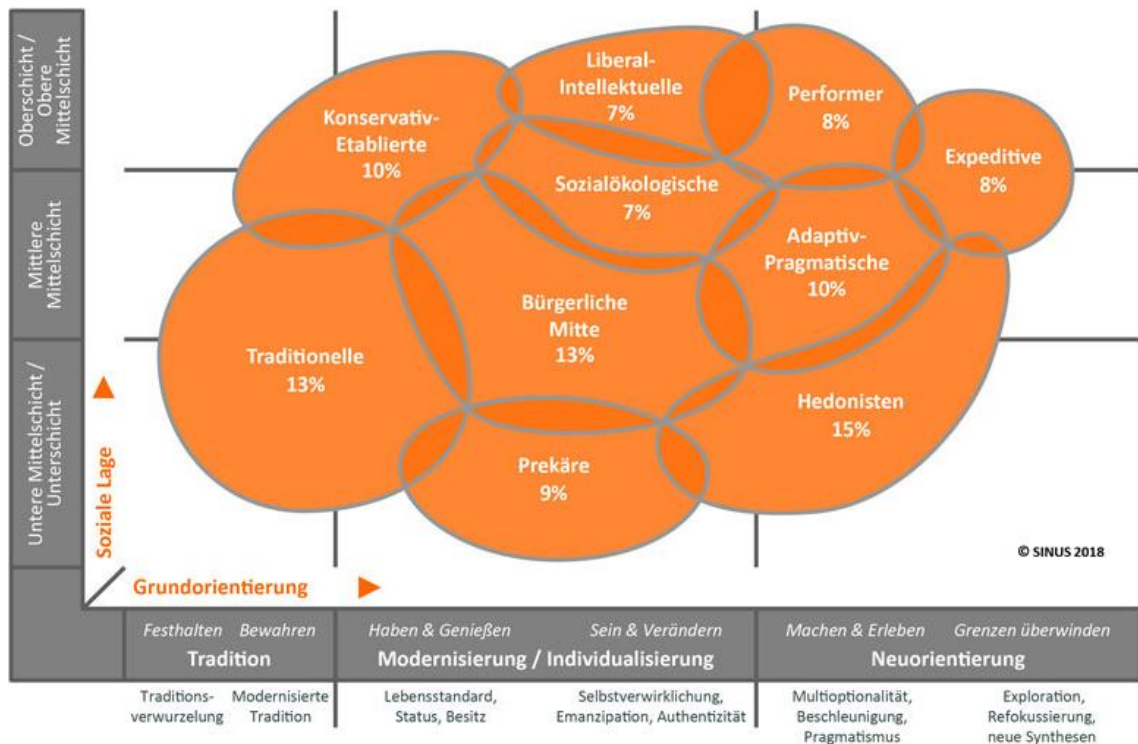 Oberschicht /
Obere
Mittelschicht
Mittlere
Mittelschicht
Untere Mittelschicht /
Unterschicht
Soziale Lage
Konservativ-
Etablierte
10%
Liberal-
Intellektuelle
7%
Performer
8%
Expeditive
8%
Sozialökologische
7%
Adaptiv-
Pragmatische
10%
Bürgerliche
Mitte
13%
Traditionelle
13%
Hedonisten
15%
Prekäre
9%
© SINUS 2018
Grundorientierung
Festhalten Bewahren
Tradition
Haben & Genießen Sein & Verändern
Modernisierung / Individualisierung
Machen & Erleben Grenzen überwinden
Neuorientierung
Traditions-
verwurzelung
Modernisierte
Tradition
Lebensstandard,
Status, Besitz
Selbstverwirklichung,
Emanzipation, Authentizität
Multioptionalität,
Beschleunigung,
Pragmatismus
Exploration,
Refokussierung,
neue Synthesen